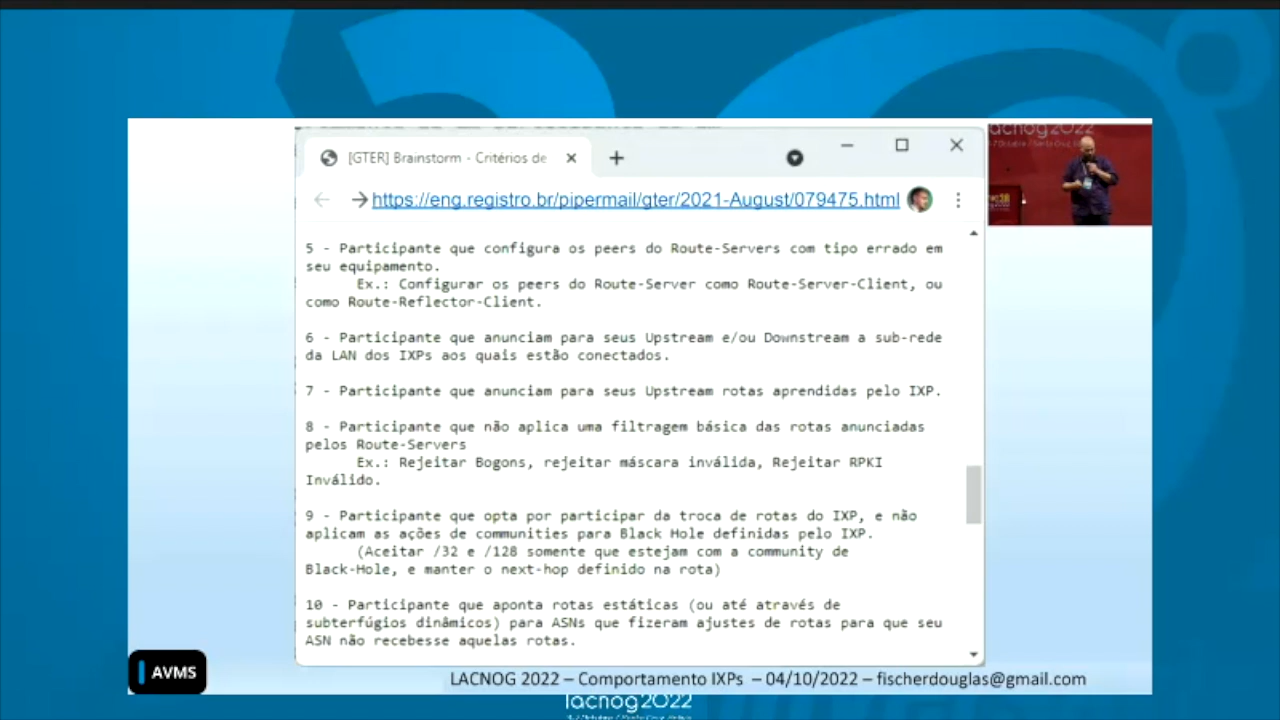 [GTER] Brainstorm - Critérios de
https://eng.registro.br/pipermail/gter/2021-August/079475.html
lacnog2022
5 - Participante que configura os peers do Route-Servers com tipo errado em
seu equipamento.
Ex.: Configurar os peers do Route-Server como Route-Server-Client, ou
como Route-Reflector-Client.
6 - Participante que anunciam para seus Upstream e/ou Downstream a sub-rede
da LAN dos IXPs aos quais estão conectados.
7 - Participante que anunciam para seus Upstream rotas aprendidas pelo IXP.
8 - Participante que não aplica uma filtragem básica das rotas anunciadas
pelos Route-Servers
Ex.: Rejeitar Bogons, rejeitar máscara inválida, Rejeitar RPKI
Inválido.
9 - Participante que opta por participar da troca de rotas do IXP, e não
aplicam as ações de communities para Black Hole definidas pelo IXP.
(Aceitar /32 e /128 somente que estejam com a community de
Black-Hole, e manter o next-hop definido na rota)
10 - Participante que aponta rotas estáticas (ou até através de
subterfúgios dinâmicos) para ASNs que fizeram ajustes de rotas para que seu
ASN não recebesse aquelas rotas.
AVMS
LACNOG 2022 – Comportamento IXPs – 04/10/2022 – fischerdouglas@gmail.com
lacnog2022